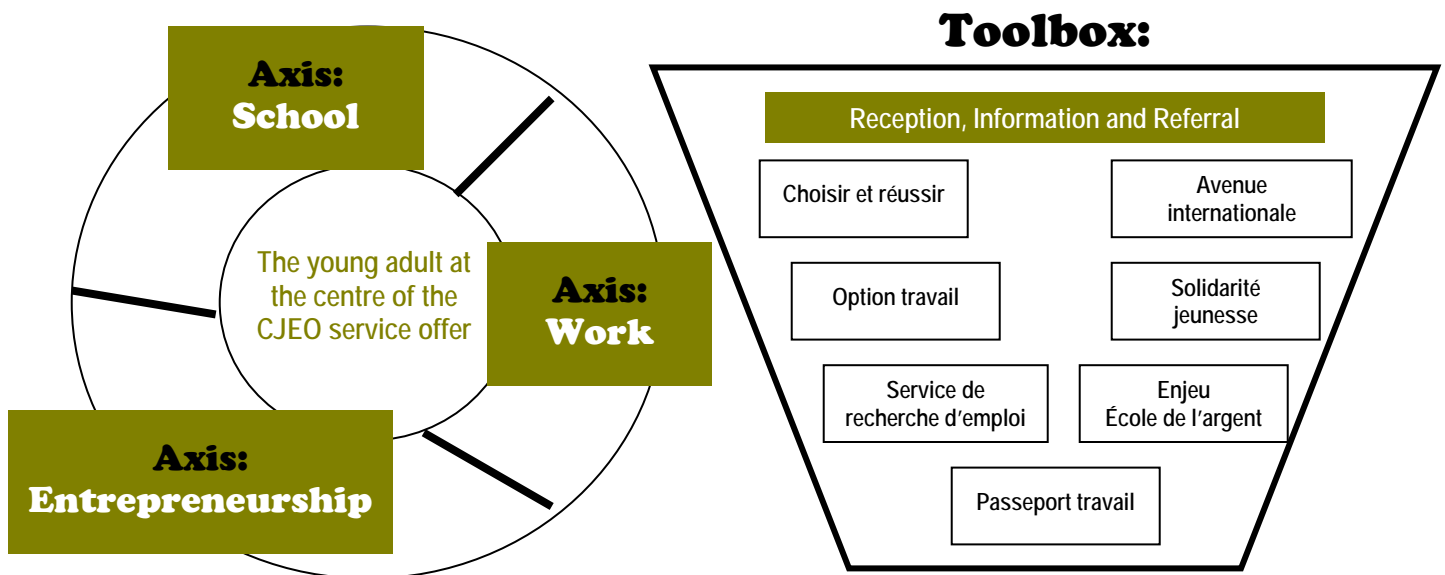 Axis:
School
The young adult at
the centre of the
CJEO service offer
Axis:
Work
Axis:
Entrepreneurship
Toolbox:
Reception, Information and Referral
Choisir et réussir
Avenue
internationale
Option travail
Solidarité
jeunesse
Service de
recherche d'emploi
Enjeu
École de l'argent
Passeport travail